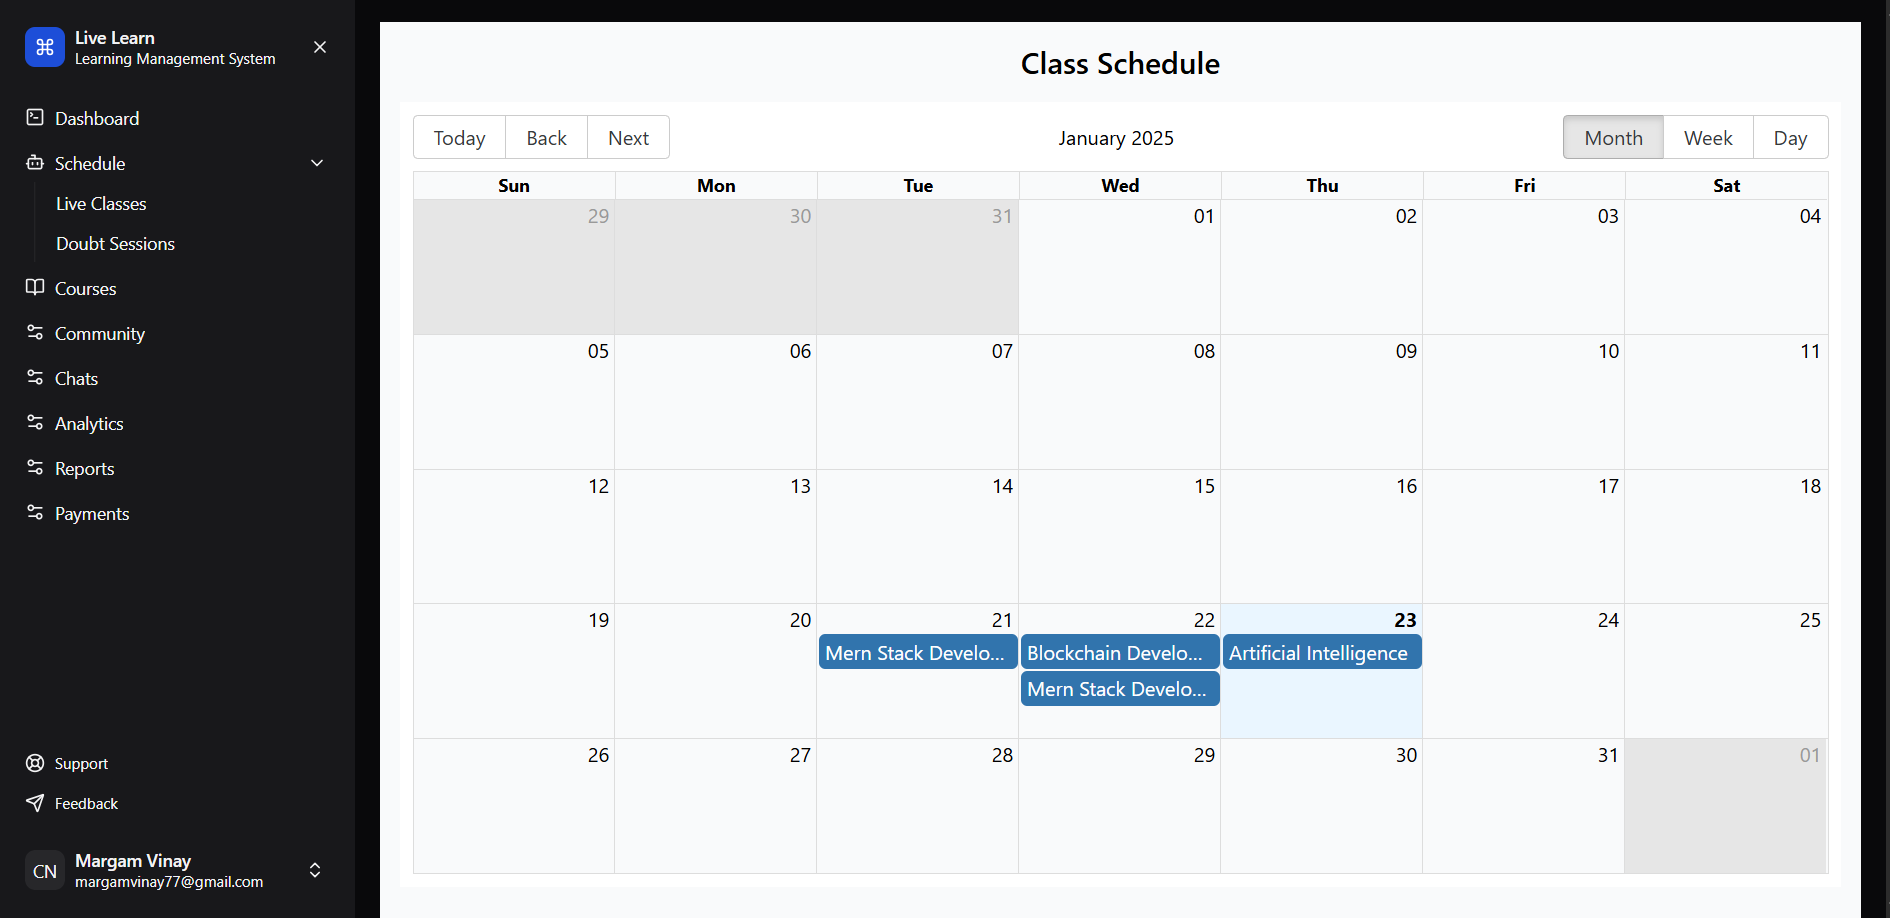 Live Learn
Learning Management System
Dashboard
Schedule
Live Classes
Doubt Sessions
Courses
Community
Chats
Analytics
Reports
Payments
Support
Feedback
CN
Margam Vinay
margamvinay77@gmail.com
Class Schedule
Today Back Next
January 2025
Month Week Day
Sun Mon Tue Wed Thu Fri Sat
29 30 31 01 02 03 04
05 06 07 08 09 10 11
12 13 14 15 16 17 18
19 20 21 22 23 24 25
Mern Stack Develo... Blockchain Develo... Artificial Intelligence
Mern Stack Develo...
26 27 28 29 30 31 01